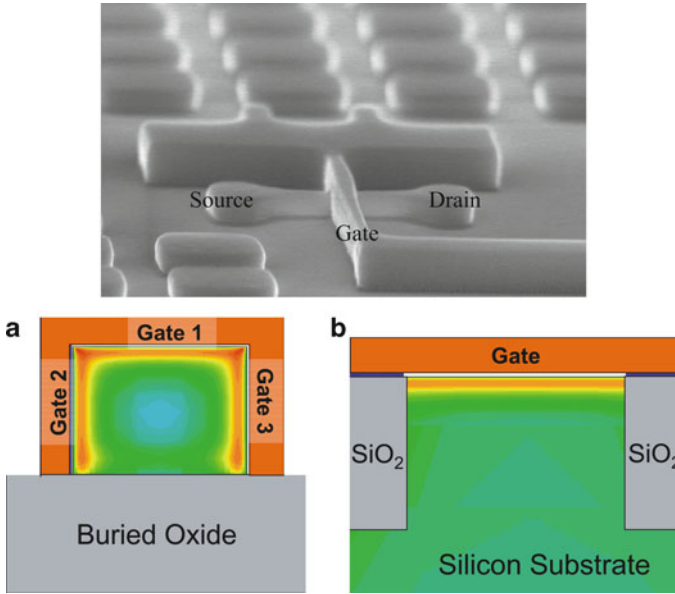 Source
Drain
Gate
a
Gate 1
Gate 2
Gate 3
Buried Oxide
b
Gate
SiO2
SiO2
Silicon Substrate